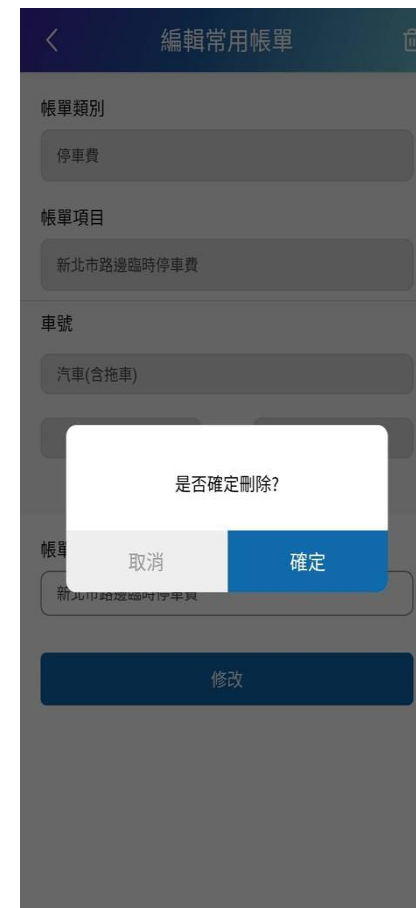 編輯常用帳單
帳單類別
停車費
帳單項目
新北市路邊臨時停車費
車號
汽車(含拖車)
是否確定刪除?
取消
確定
帳單
新北市路邊臨時停車費
修改